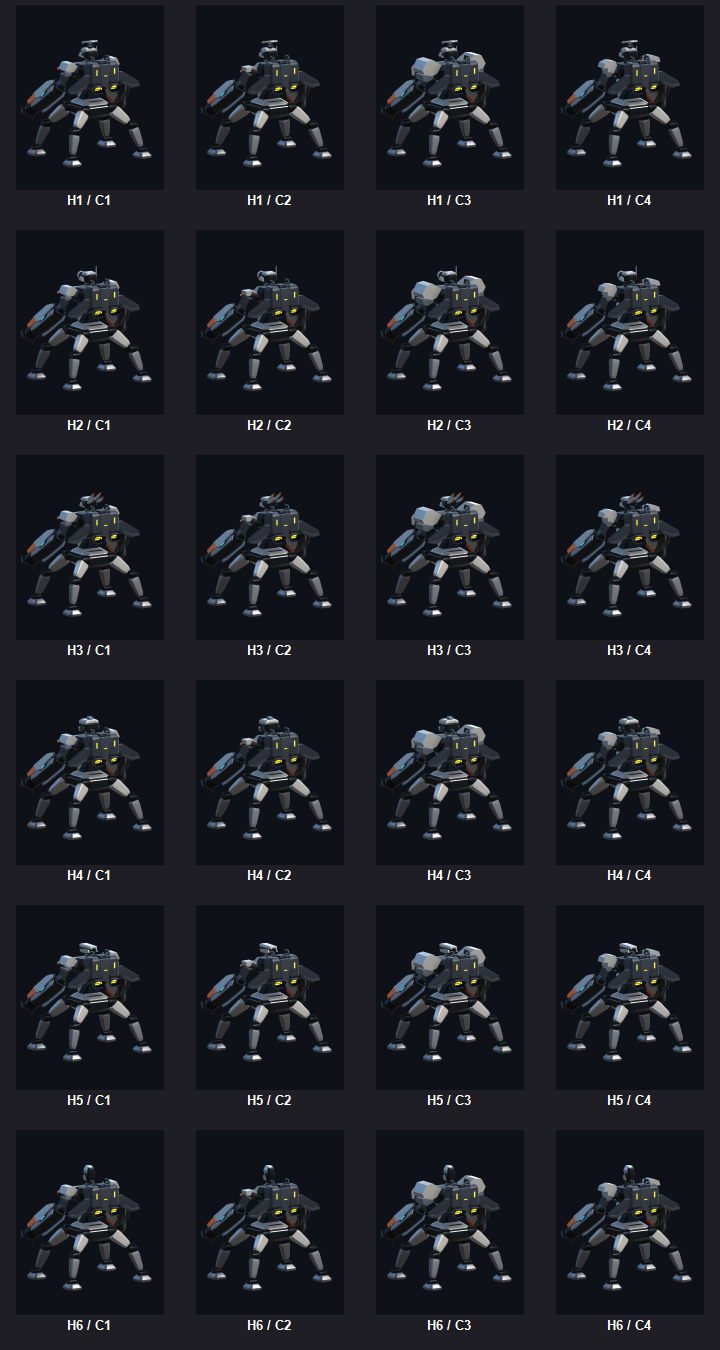 H1 / C1
H1 / C2
H1 / C3
H1 / C4
H2 / C1
H2 / C2
H2 / C3
H2 / C4
H3 / C1
H3 / C2
H3 / C3
H3 / C4
H4 / C1
H4 / C2
H4 / C3
H4 / C4
H5 / C1
H5 / C2
H5 / C3
H5 / C4
H6 / C1
H6 / C2
H6 / C3
H6 / C4